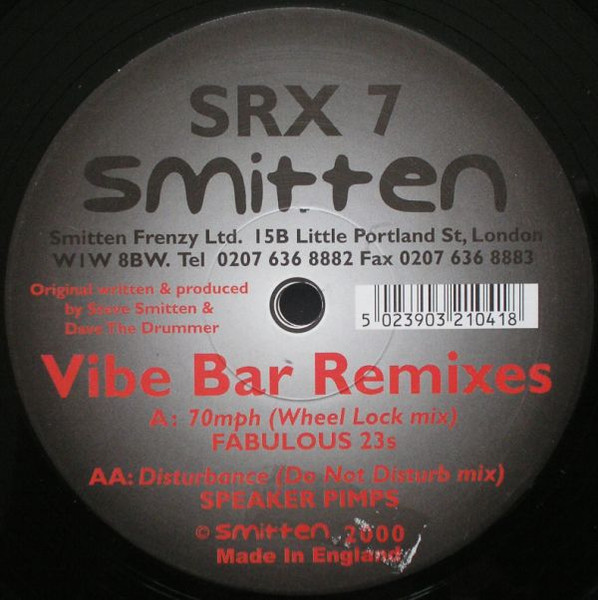 SRX 7
smitten
Smitten Frenzy Ltd. 15B Little Portland St, London
W1W 8BW. Tel 0207 636 8882 Fax 0207 636 8883
Original written & produced
by Steve Smitten &
Dave The Drummer
5 023903 210418
Vibe Bar Remixes
A: 70mph (Wheel Lock mix)
FABULOUS 23s
AA: Disturbance (Do Not Disturb mix)
SPEAKER PIMPS
© smitten 2000
Made In England